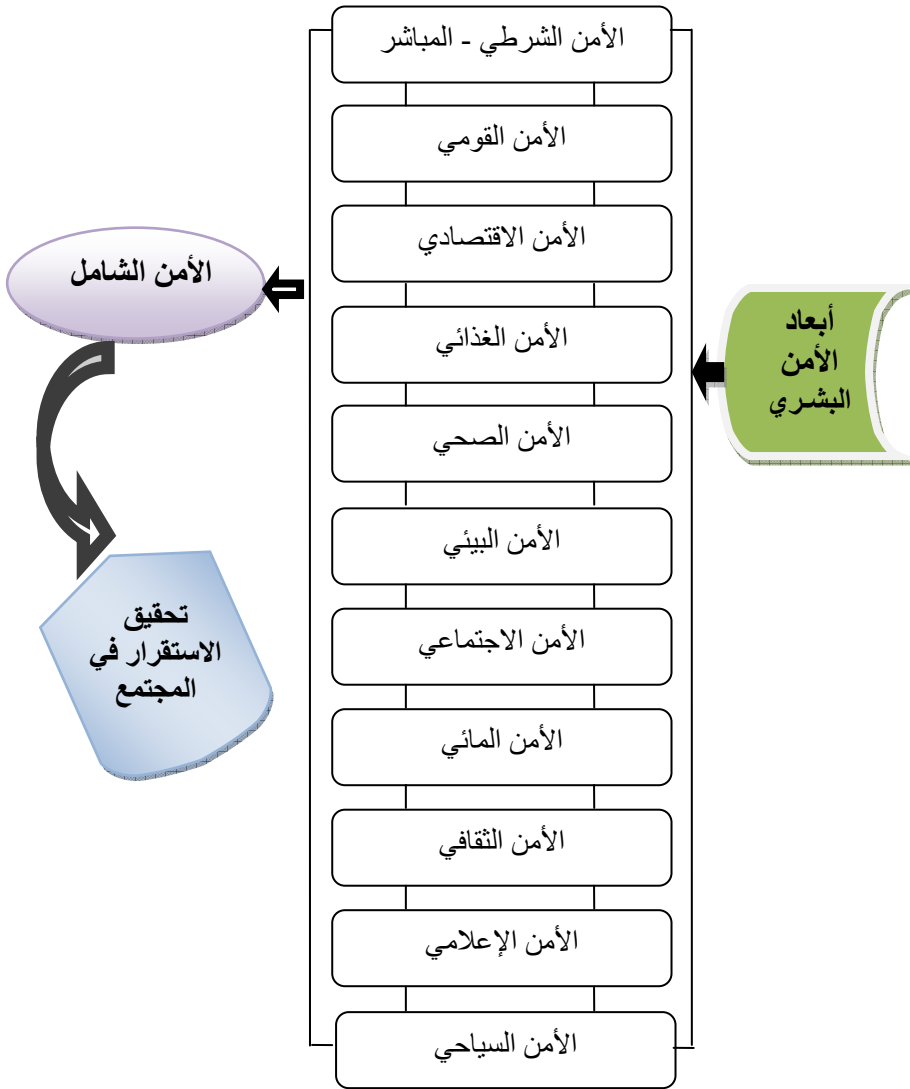 أبعاد
الأمن
البشري
الأمن الشرطي - المباشر
الأمن القومي
الأمن الاقتصادي
الأمن الغذائي
الأمن الصحي
الأمن البيئي
الأمن الاجتماعي
الأمن المائي
الأمن الثقافي
الأمن الإعلامي
الأمن السياحي
الأمن الشامل
تحقيق
الاستقرار في
المجتمع